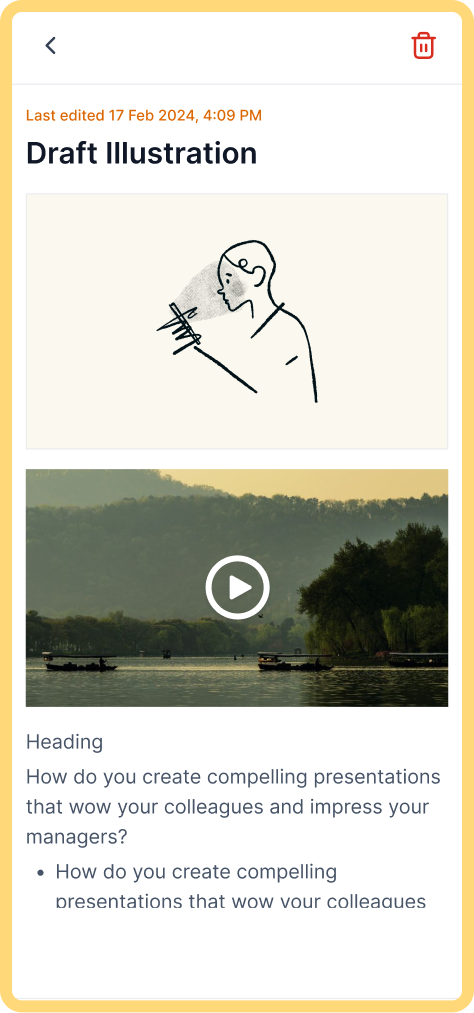 Last edited 17 Feb 2024, 4:09 PM
Draft Illustration
Heading
How do you create compelling presentations
that wow your colleagues and impress your
managers?
• How do you create compelling
presentations that wow your colleagues